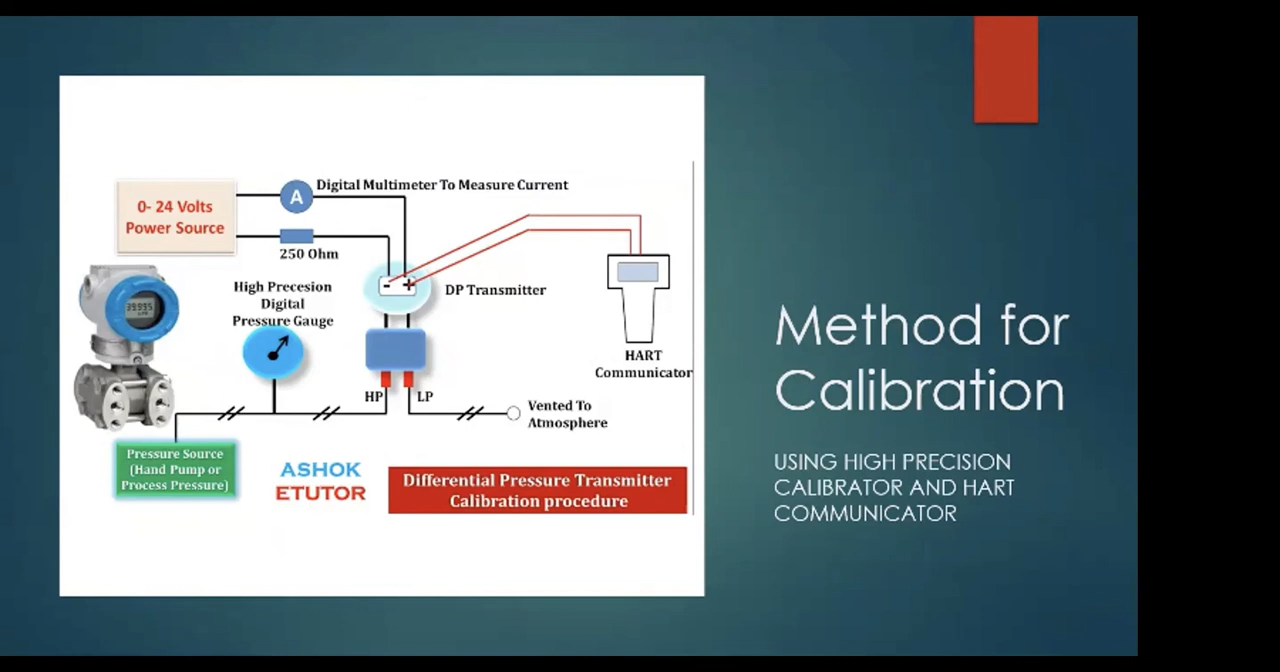 Digital Multimeter To Measure Current
A
0- 24 Volts
Power Source
250 Ohm
High Precesion
Digital
Pressure Gauge
- +
DP Transmitter
HART
Communicator
HP
LP
Vented To
Atmosphere
Pressure Source
(Hand Pump or
Process Pressure)
ASHOK
ETUTOR
Differential Pressure Transmitter
Calibration procedure
Method for
Calibration
USING HIGH PRECISION
CALIBRATOR AND HART
COMMUNICATOR